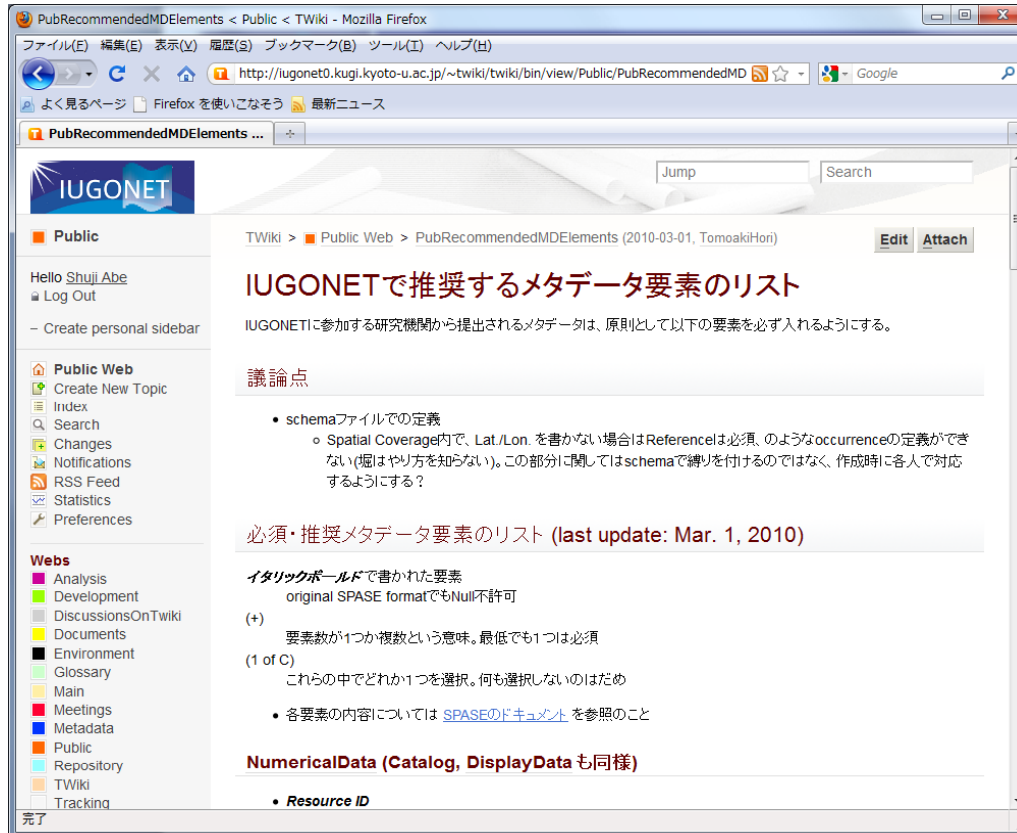 PubRecommendedMDElements < Public < TWiki - Mozilla Firefox
ファイル(F) 編集(E) 表示(V) 履歴(S) ブックマーク(B) ツール(T) ヘルプ(H)
http://iugonet0.kugi.kyoto-u.ac.jp/~twiki/twiki/bin/view/Public/PubRecommendedMD
Google
よく見るページ Firefox を使いこなそう 最新ニュース
PubRecommendedMDElements ...
IUGONET
Jump
Search
Public
Hello Shuji Abe
Log Out
– Create personal sidebar
Public Web
Create New Topic
Index
Search
Changes
Notifications
RSS Feed
Statistics
Preferences
Webs
Analysis
Development
DiscussionsOnTwiki
Documents
Environment
Glossary
Main
Meetings
Metadata
Public
Repository
TWiki
Tracking
TWiki > Public Web > PubRecommendedMDElements (2010-03-01, TomoakiHori)
Edit Attach
IUGONETで推奨するメタデータ要素のリスト
IUGONETに参加する研究機関から提出されるメタデータは、原則として以下の要素を必ず入れるようにする。
議論点
• schemaファイルでの定義
○ Spatial Coverage内で、Lat./Lon. を書かない場合はReferenceは必須、のようなoccurrenceの定義ができ
ない(堀はやり方を知らない)。この部分に関してはschemaで縛りを付けるのではなく、作成時に各人で対応
するようにする？
必須・推奨メタデータ要素のリスト (last update: Mar. 1, 2010)
イタリックボールドで書かれた要素
original SPASE formatでもNull不許可
(+)
要素数が1つか複数という意味。最低でも1つは必須
(1 of C)
これらの中でどれか1つを選択。何も選択しないのはだめ
• 各要素の内容については SPASEのドキュメント を参照のこと
NumericalData (Catalog, DisplayData も同様)
• Resource ID
完了